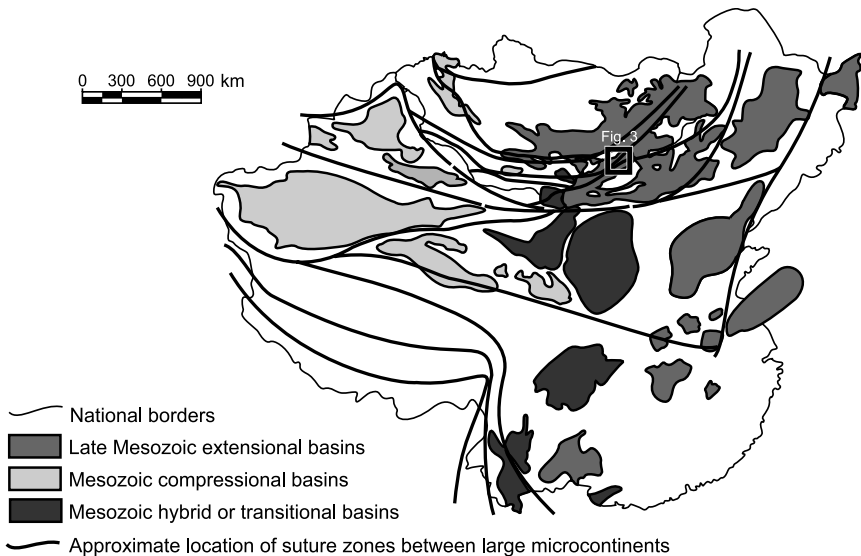 0 300 600 900 km
Fig. 3
National borders
Late Mesozoic extensional basins
Mesozoic compressional basins
Mesozoic hybrid or transitional basins
Approximate location of suture zones between large microcontinents